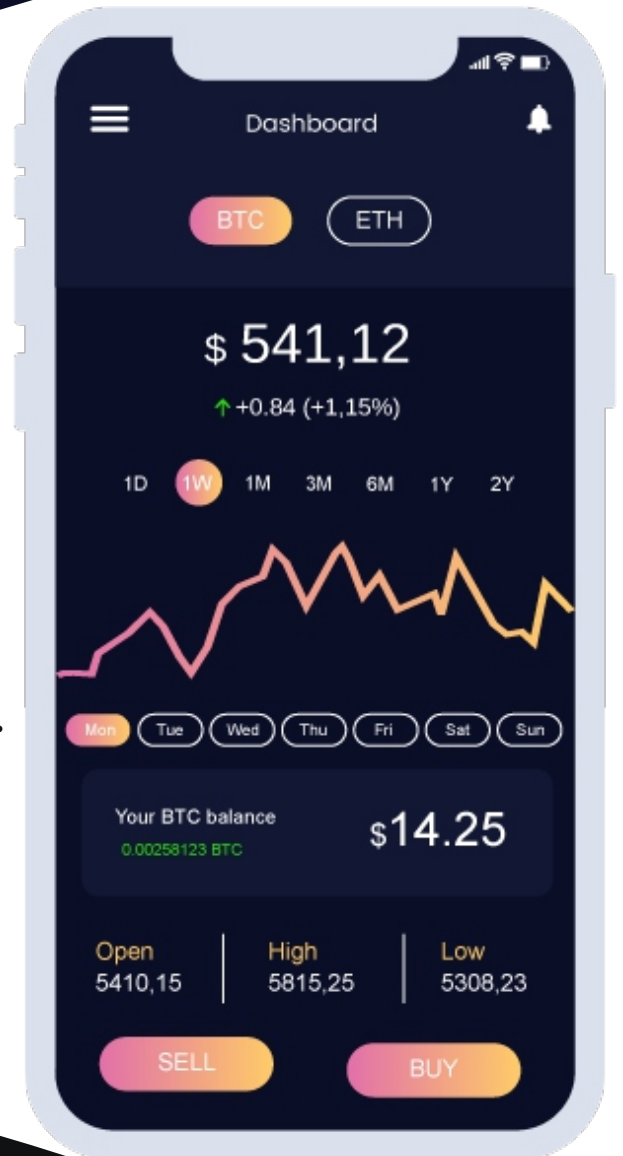 Dashboard
BTC ETH
$ 541,12
+0.84 (+1,15%)
1D 1W 1M 3M 6M 1Y 2Y
Mon Tue Wed Thu Fri Sat Sun
Your BTC balance
0.00258123 BTC
$14.25
Open High Low
5410,15 5815,25 5308,23
SELL BUY